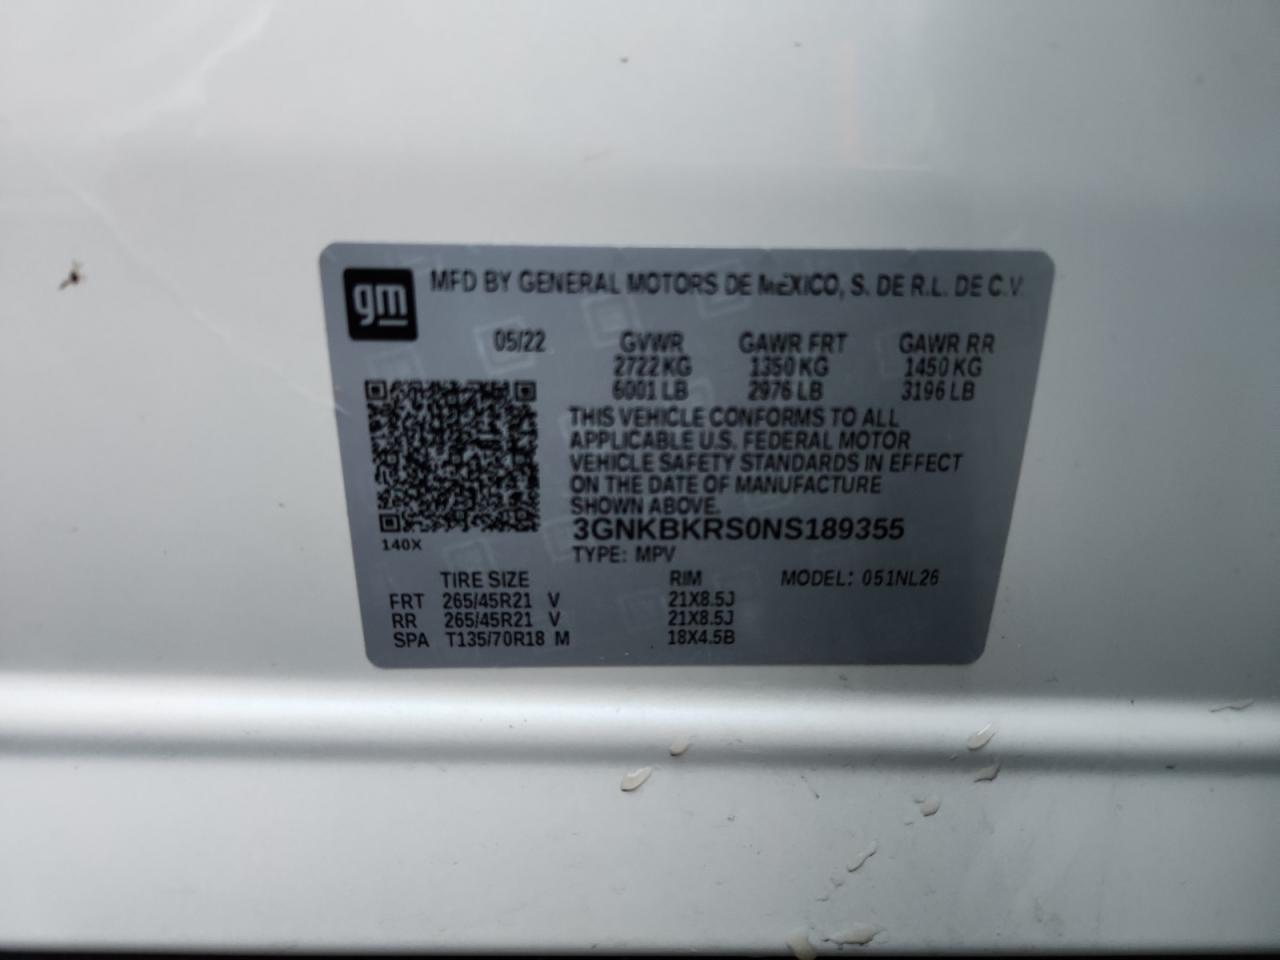 gm MFD BY GENERAL MOTORS DE MEXICO, S. DE R.L. DE C.V.
05/22 GVWR GAWR FRT GAWR RR
2722 KG 1350 KG 1450 KG
6001 LB 2976 LB 3196 LB
THIS VEHICLE CONFORMS TO ALL
APPLICABLE U.S. FEDERAL MOTOR
VEHICLE SAFETY STANDARDS IN EFFECT
ON THE DATE OF MANUFACTURE
SHOWN ABOVE.
3GNKBKRS0NS189355
140X
TYPE: MPV
TIRE SIZE RIM MODEL: 051NL26
FRT 265/45R21 V 21X8.5J
RR 265/45R21 V 21X8.5J
SPA T135/70R18 M 18X4.5B